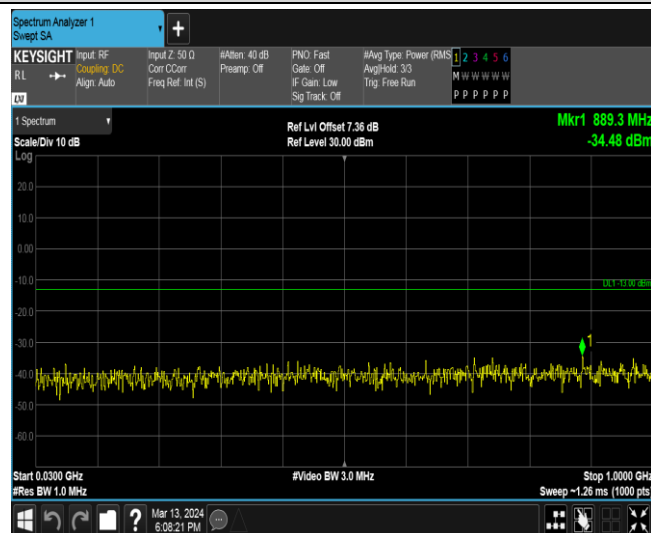 Spectrum Analyzer 1
Swept SA
+
KEYSIGHT
RL
Input: RF
Coupling: DC
Align: Auto
Input Z: 50 Ω
Corr CCorr
Freq Ref: Int (S)
#Atten: 40 dB
Preamp: Off
PNO: Fast
Gate: Off
IF Gain: Low
Sig Track: Off
#Avg Type: Power (RMS
Avg|Hold: 3/3
Trig: Free Run
1 2 3 4 5 6
M W W W W W
P P P P P P
LXI
1 Spectrum
Scale/Div 10 dB
Log
Ref Lvl Offset 7.36 dB
Ref Level 30.00 dBm
Mkr1 889.3 MHz
-34.48 dBm
20.0
10.0
0.00
-10.0
DL1 -13.00 dBm
-20.0
-30.0
1
-40.0
-50.0
-60.0
Start 0.0300 GHz
#Res BW 1.0 MHz
#Video BW 3.0 MHz
Stop 1.0000 GHz
Sweep ~1.26 ms (1000 pts)
?
Mar 13, 2024
6:08:21 PM